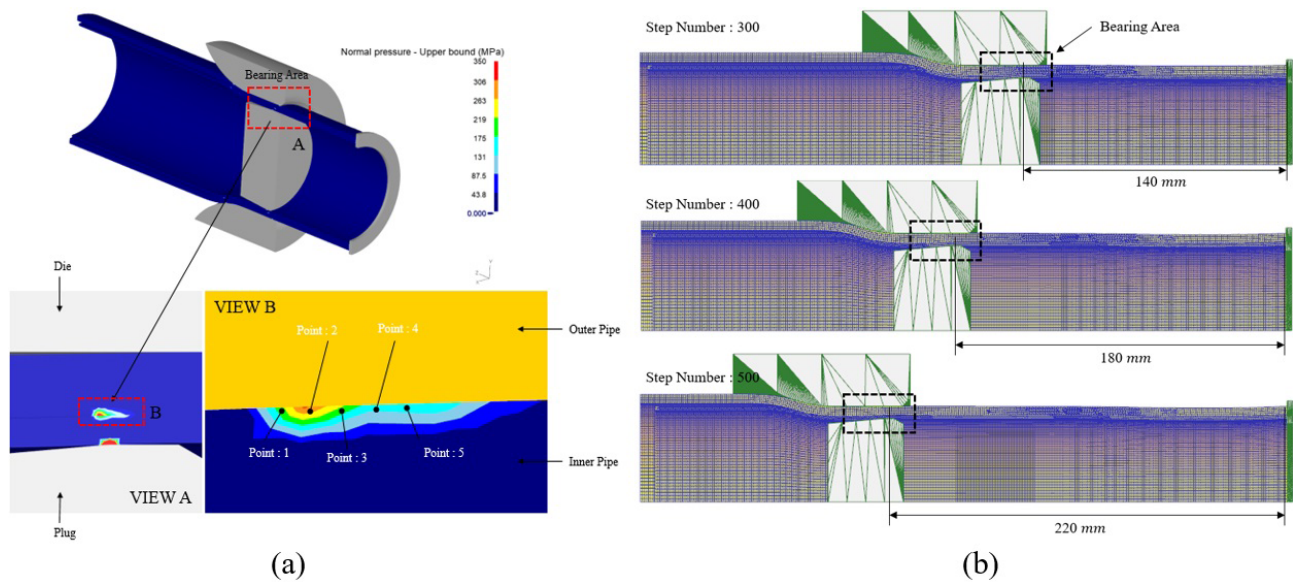 Normal pressure - Upper bound (MPa)
350
306
263
219
175
131
87.5
43.8
0.000
Bearing Area
A
Die
VIEW B
Point : 2
Point : 4
Outer Pipe
B
Point : 1
Point : 3
Point : 5
Inner Pipe
VIEW A
Plug
(a)
Step Number : 300
Bearing Area
140 mm
Step Number : 400
180 mm
Step Number : 500
220 mm
(b)